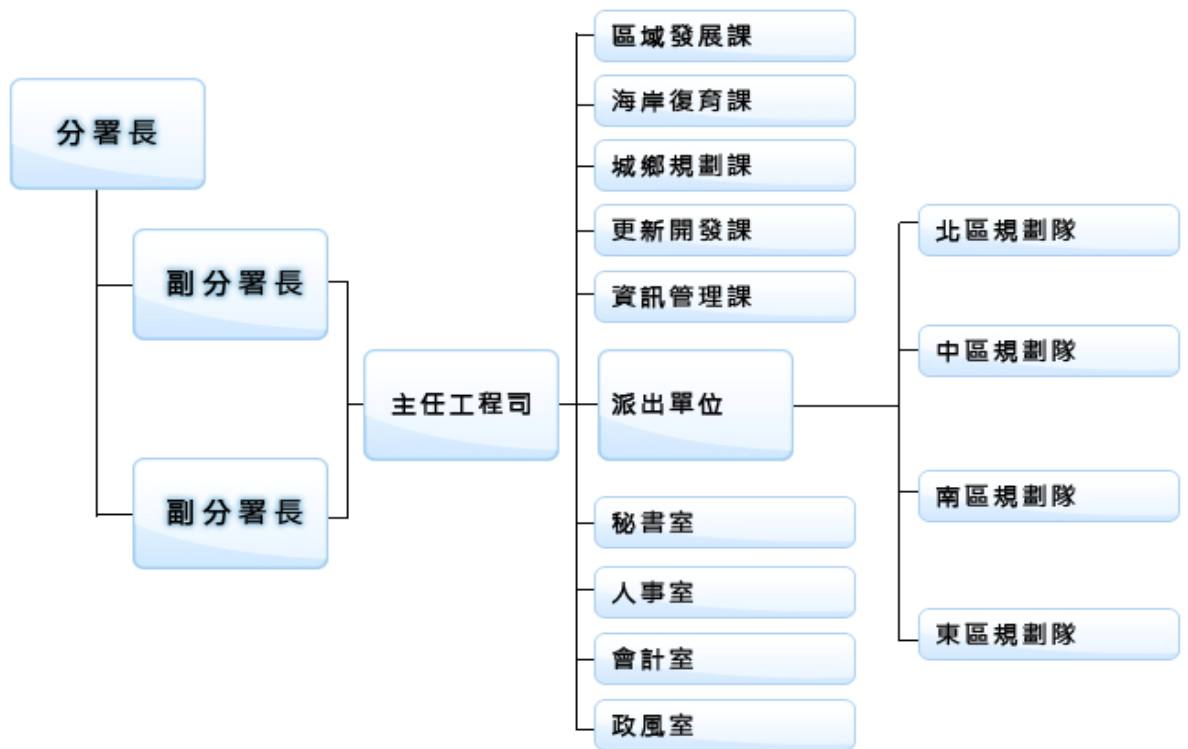 分署長
副分署長
副分署長
主任工程司
區域發展課
海岸復育課
城鄉規劃課
更新開發課
資訊管理課
派出單位
秘書室
人事室
會計室
政風室
北區規劃隊
中區規劃隊
南區規劃隊
東區規劃隊